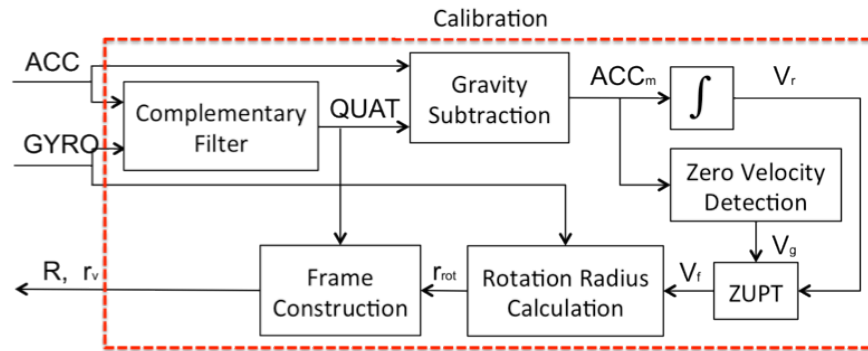 Calibration
ACC
Complementary
Filter
QUAT
Gravity
Subtraction
ACCm
∫
Vr
GYRO
Zero Velocity
Detection
Vg
R, rv
Frame
Construction
rrot
Rotation Radius
Calculation
Vf
ZUPT